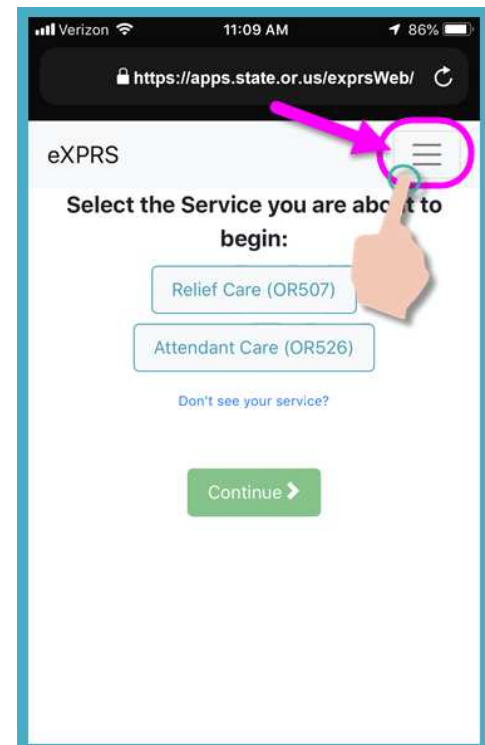 Verizon 11:09 AM 86%
https://apps.state.or.us/exprsWeb/
eXPRS
Select the Service you are about to
begin:
Relief Care (OR507)
Attendant Care (OR526)
Don't see your service?
Continue